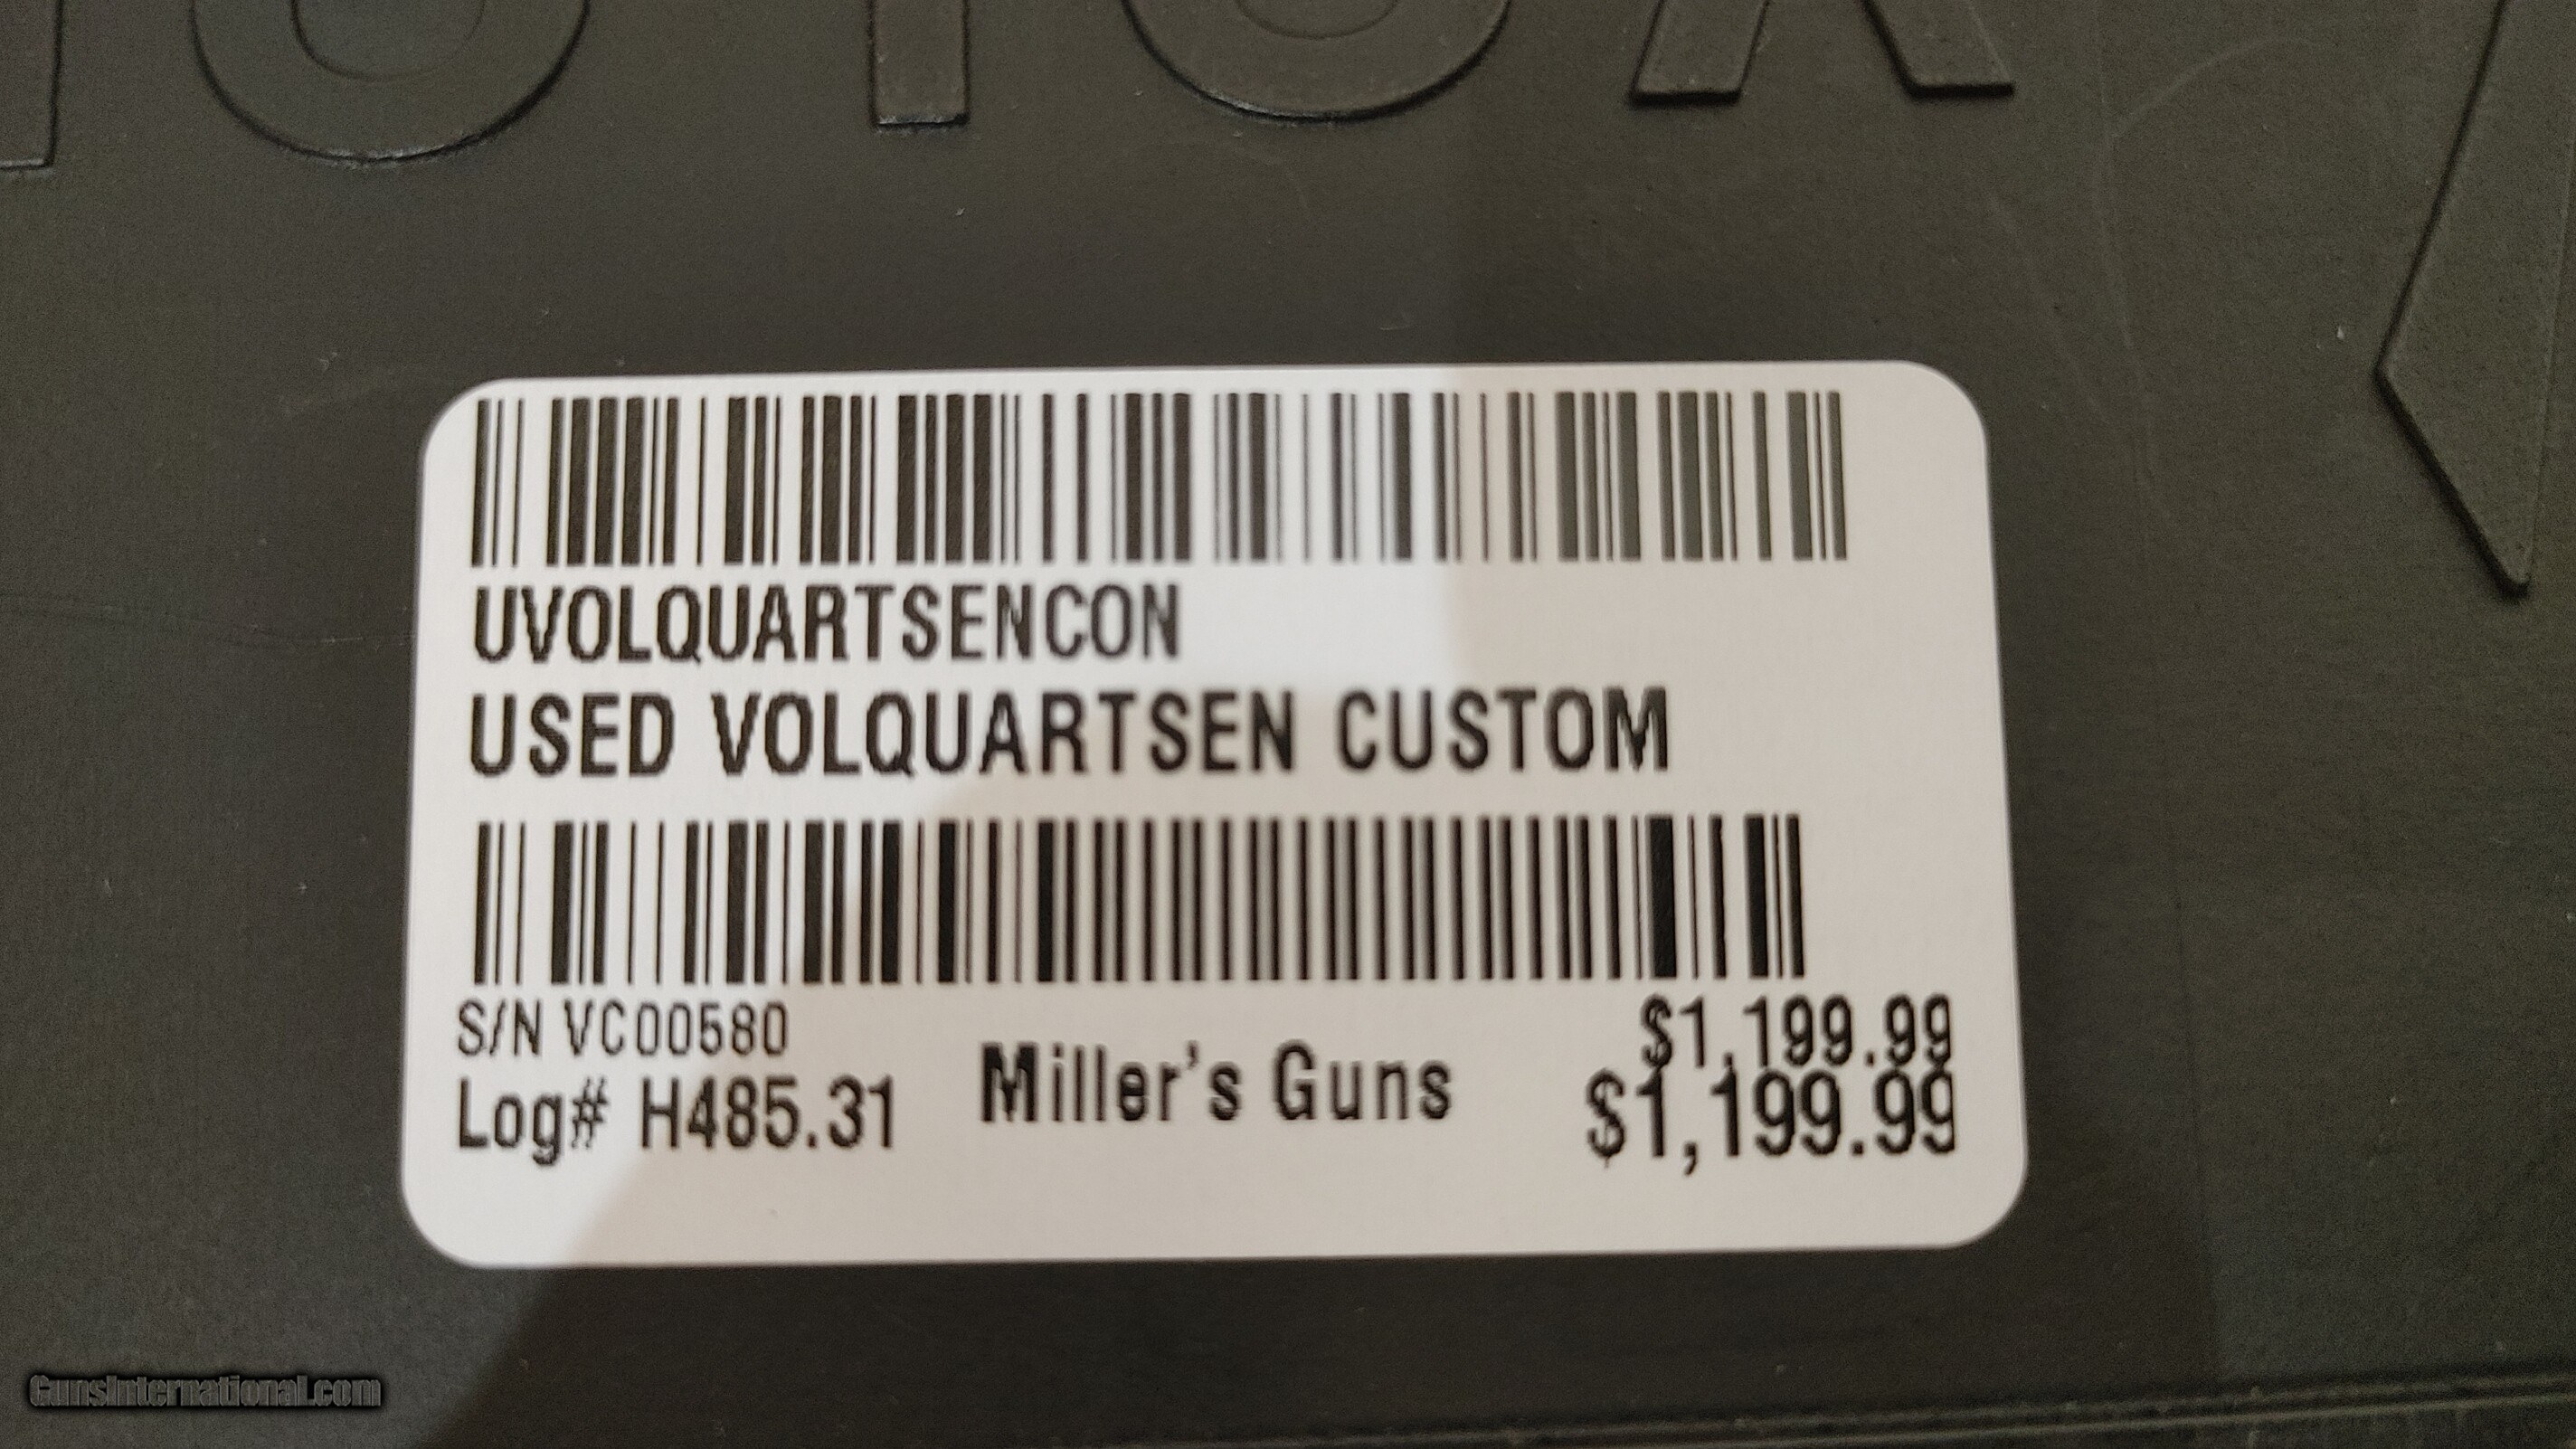 UVOLQUARTSENCON
USED VOLQUARTSEN CUSTOM
S/N VC00580
Log# H485.31
Miller's Guns
$1,199.99
$1,199.99
GunsInternational.com